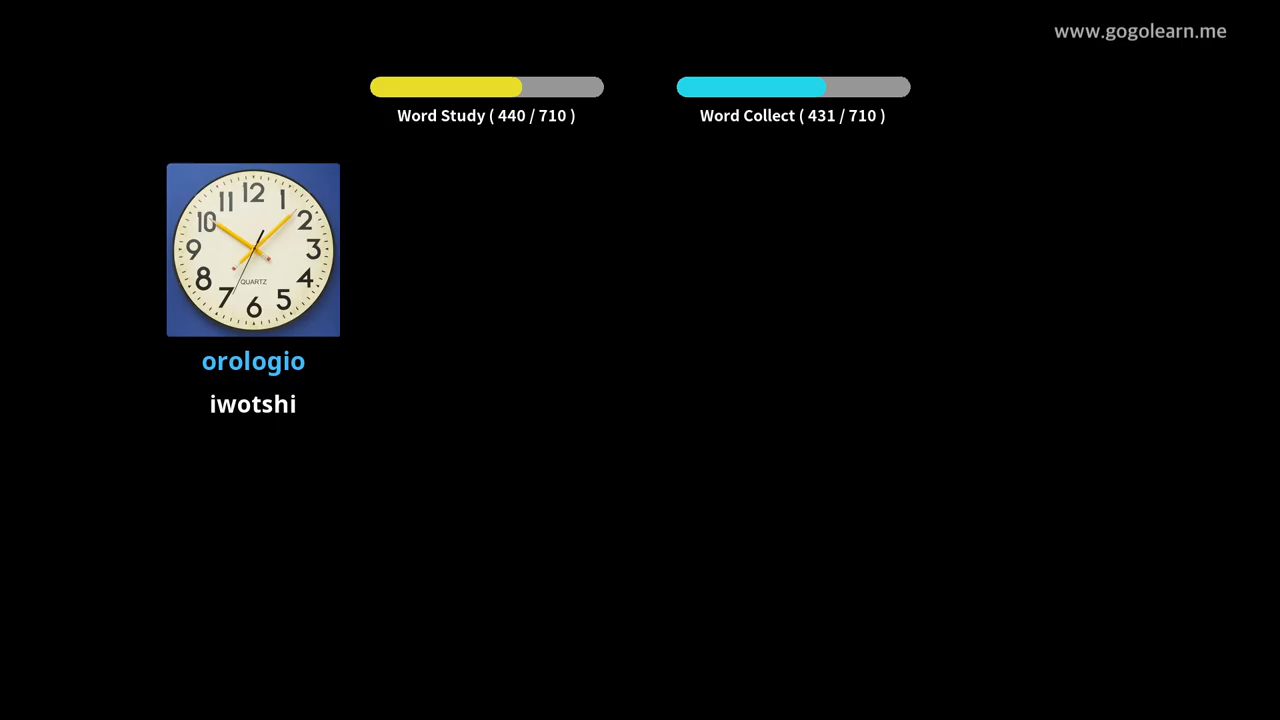 www.gogolearn.me
Word Study ( 440 / 710 )
Word Collect ( 431 / 710 )
12
11
1
10
2
9
3
8
4
QUARTZ
7
5
6
orologio
iwotshi